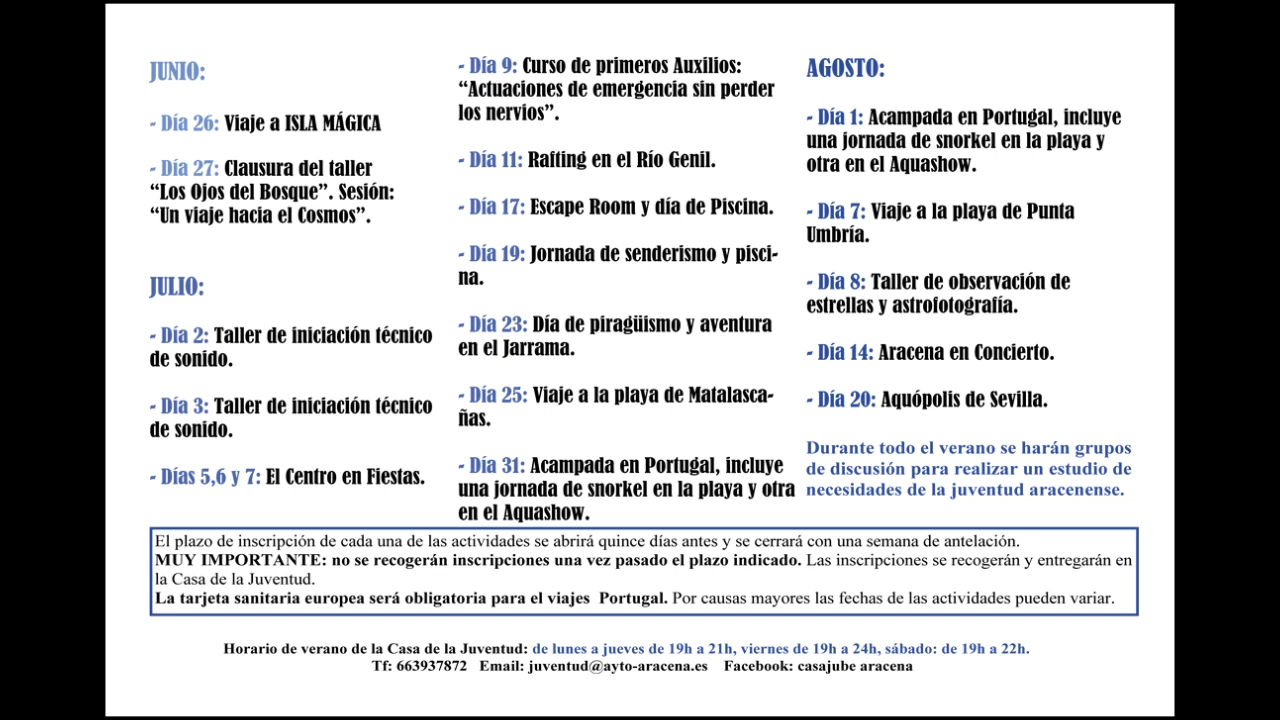 JUNIO:
- Día 26: Viaje a ISLA MÁGICA
- Día 27: Clausura del taller
“Los Ojos del Bosque”. Sesión:
“Un viaje hacia el Cosmos”.
JULIO:
- Día 2: Taller de iniciación técnico
de sonido.
- Día 3: Taller de iniciación técnico
de sonido.
- Días 5,6 y 7: El Centro en Fiestas.
- Día 9: Curso de primeros Auxilios:
“Actuaciones de emergencia sin perder
los nervios”.
- Día 11: Rafting en el Río Genil.
- Día 17: Escape Room y día de Piscina.
- Día 19: Jornada de senderismo y pisci-
na.
- Día 23: Día de piragüismo y aventura
en el Jarrama.
- Día 25: Viaje a la playa de Matalasca-
ñas.
- Día 31: Acampada en Portugal, incluye
una jornada de snorkel en la playa y otra
en el Aquashow.
AGOSTO:
- Día 1: Acampada en Portugal, incluye
una jornada de snorkel en la playa y
otra en el Aquashow.
- Día 7: Viaje a la playa de Punta
Umbría.
- Día 8: Taller de observación de
estrellas y astrofotografía.
- Día 14: Aracena en Concierto.
- Día 20: Aquópolis de Sevilla.
Durante todo el verano se harán grupos
de discusión para realizar un estudio de
necesidades de la juventud aracenense.
El plazo de inscripción de cada una de las actividades se abrirá quince días antes y se cerrará con una semana de antelación.
MUY IMPORTANTE: no se recogerán inscripciones una vez pasado el plazo indicado. Las inscripciones se recogerán y entregarán en
la Casa de la Juventud.
La tarjeta sanitaria europea será obligatoria para el viajes Portugal. Por causas mayores las fechas de las actividades pueden variar.
Horario de verano de la Casa de la Juventud: de lunes a jueves de 19h a 21h, viernes de 19h a 24h, sábado: de 19h a 22h.
Tf: 663937872 Email: juventud@ayto-aracena.es Facebook: casajube aracena